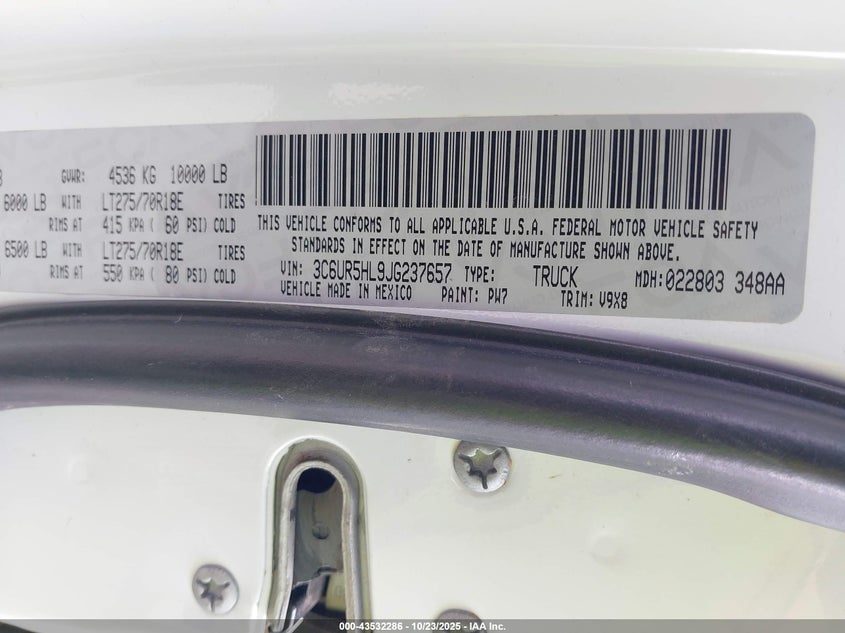 GVWR: 4536 KG 10000 LB
6000 LB WITH LT275/70R18E TIRES
RIMS AT 415 KPA ( 60 PSI) COLD
6500 LB WITH LT275/70R18E TIRES
RIMS AT 550 KPA ( 80 PSI) COLD
THIS VEHICLE CONFORMS TO ALL APPLICABLE U.S.A. FEDERAL MOTOR VEHICLE SAFETY
STANDARDS IN EFFECT ON THE DATE OF MANUFACTURE SHOWN ABOVE.
VIN: 3C6UR5HL9JG237657 TYPE: TRUCK MDH: 022803 348AA
VEHICLE MADE IN MEXICO PAINT: PW7 TRIM: V9X8
000-43532286 - 10/23/2025 - IAA Inc.